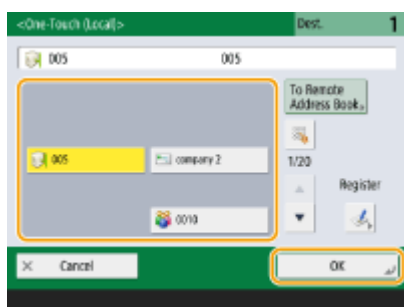 <One-Touch (Local)>
Dest. 1
005 005
To Remote
Address Book
005
company 2
1/20
Register
0010
Cancel
OK